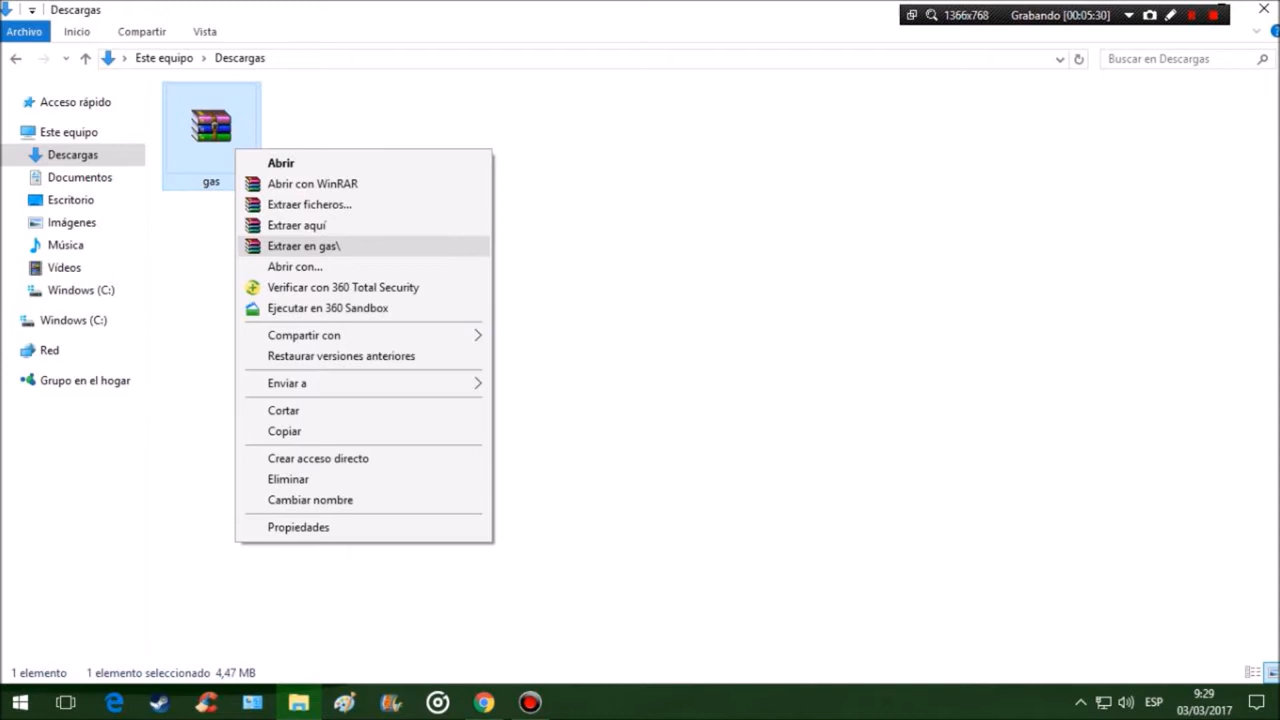 Descargas
1366x768
Grabando [00:05:30]
Archivo
Inicio
Compartir
Vista
Este equipo
Descargas
Buscar en Descargas
Acceso rápido
Este equipo
Descargas
Documentos
Escritorio
Imágenes
Música
Vídeos
Windows (C:)
Windows (C:)
Red
Grupo en el hogar
gas
Abrir
Abrir con WinRAR
Extraer ficheros...
Extraer aquí
Extraer en gas\
Abrir con...
Verificar con 360 Total Security
Ejecutar en 360 Sandbox
Compartir con
Restaurar versiones anteriores
Enviar a
Cortar
Copiar
Crear acceso directo
Eliminar
Cambiar nombre
Propiedades
1 elemento
1 elemento seleccionado 4,47 MB
ESP
9:29
03/03/2017